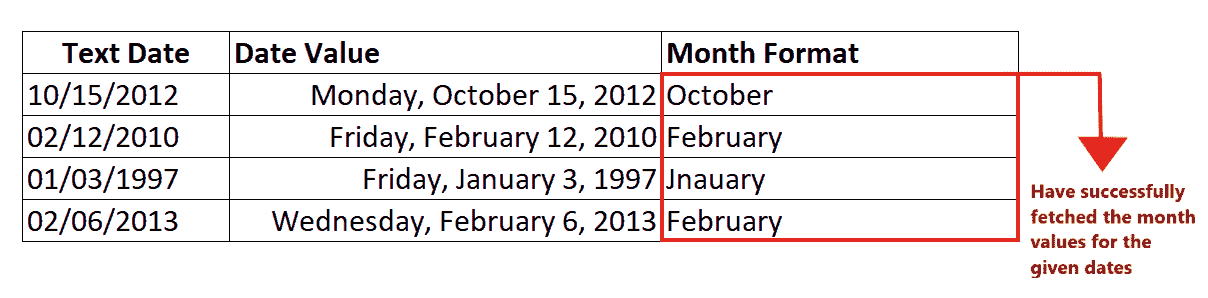 Text Date Date Value Month Format
10/15/2012 Monday, October 15, 2012 October
02/12/2010 Friday, February 12, 2010 February
01/03/1997 Friday, January 3, 1997 Jnauary
02/06/2013 Wednesday, February 6, 2013 February
Have successfully
fetched the month
values for the
given dates